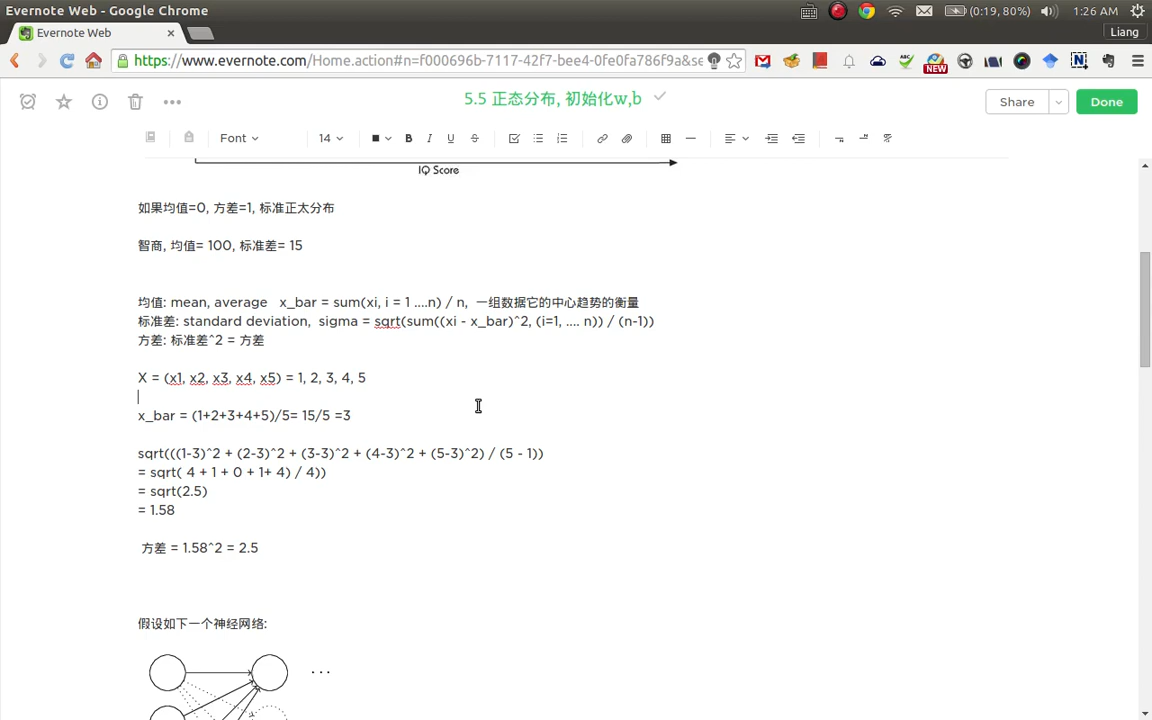 Evernote Web - Google Chrome
(0:19, 80%)
1:26 AM
Evernote Web
Liang
https://www.evernote.com/Home.action#n=f000696b-7117-42f7-bee4-0fe0fa786f9a&se
NEW
5.5 正态分布, 初始化w,b
Share
Done
Font
14
B
I
U
S
IQ Score
如果均值=0, 方差=1, 标准正太分布
智商, 均值= 100, 标准差= 15
均值: mean, average x_bar = sum(xi, i = 1 ....n) / n, 一组数据它的中心趋势的衡量
标准差: standard deviation, sigma = sqrt(sum((xi - x_bar)^2, (i=1, .... n)) / (n-1))
方差: 标准差^2 = 方差
X = (x1, x2, x3, x4, x5) = 1, 2, 3, 4, 5
x_bar = (1+2+3+4+5)/5= 15/5 =3
sqrt(((1-3)^2 + (2-3)^2 + (3-3)^2 + (4-3)^2 + (5-3)^2) / (5 - 1))
= sqrt( 4 + 1 + 0 + 1+ 4) / 4))
= sqrt(2.5)
= 1.58
方差 = 1.58^2 = 2.5
假设如下一个神经网络:
...